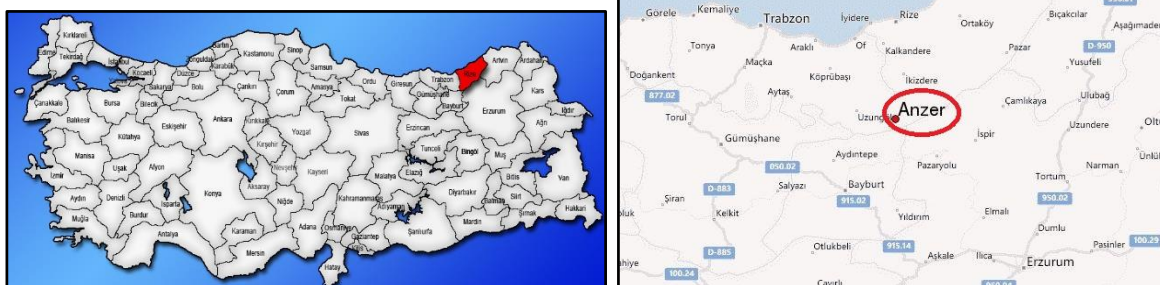 Kırklareli
Edirne
Tekirdağ
İstanbul
Kocaeli
Sakarya
Düzce
Bolu
Zonguldak
Bartın
Karabük
Kastamonu
Sinop
Samsun
Çankırı
Çorum
Amasya
Ordu
Giresun
Trabzon
Rize
Artvin
Ardahan
Gümüşhane
Bayburt
Kars
Iğdır
Çanakkale
Balıkesir
Bursa
Bilecik
Eskişehir
Ankara
Kırıkkale
Yozgat
Tokat
Sivas
Erzincan
Erzurum
Ağrı
Kütahya
Kırşehir
Tunceli
Bingöl
Muş
Manisa
Uşak
Afyon
Nevşehir
Kayseri
Malatya
Elazığ
Bitlis
Van
İzmir
Konya
Aksaray
Diyarbakır
Batman
Siirt
Aydın
Denizli
Isparta
Niğde
Kahramanmaraş
Adıyaman
Hakkari
Şırnak
Mardin
Muğla
Burdur
Antalya
Karaman
Adana
Osmaniye
Gaziantep
Şanlıurfa
Mersin
Kilis
Hatay
Görele
Kemaliye
Trabzon
İyidere
Rize
Ortaköy
Bıçakcılar
Aşağımaden
Tonya
Araklı
Of
Kalkandere
Pazar
D-950
Maçka
Yusufeli
Doğankent
Köprübaşı
İkizdere
877.02
Aytaş
Çamlıkaya
Ulubağ
Torul
Uzungöl
Anzer
Gümüşhane
İspir
Uzundere
Oltu
050.02
Aydıntepe
Pazaryolu
Narman
Ünlü
D-883
Salyazı
Bayburt
Tortum
915.02
950.02
Şiran
Kelkit
Yıldırım
Elmalı
oluk
Dumlu
Otlukbeli
915.14
Pasinler
100.29
ahiye
D-885
Aşkale
Ilıca
Erzurum
100.24
Çayırlı